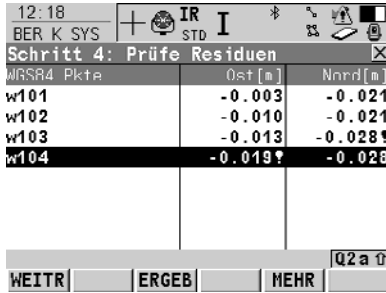 12:18
BER K SYS
IR
STD
I
Schritt 4: Prüfe Residuen
WGS84 Pkte Ost[m] Nord[m]
w101 -0.003 -0.021
w102 -0.010 -0.021
w103 -0.013 -0.028!
w104 -0.019! -0.028
Q2a
WEITR ERGEB MEHR